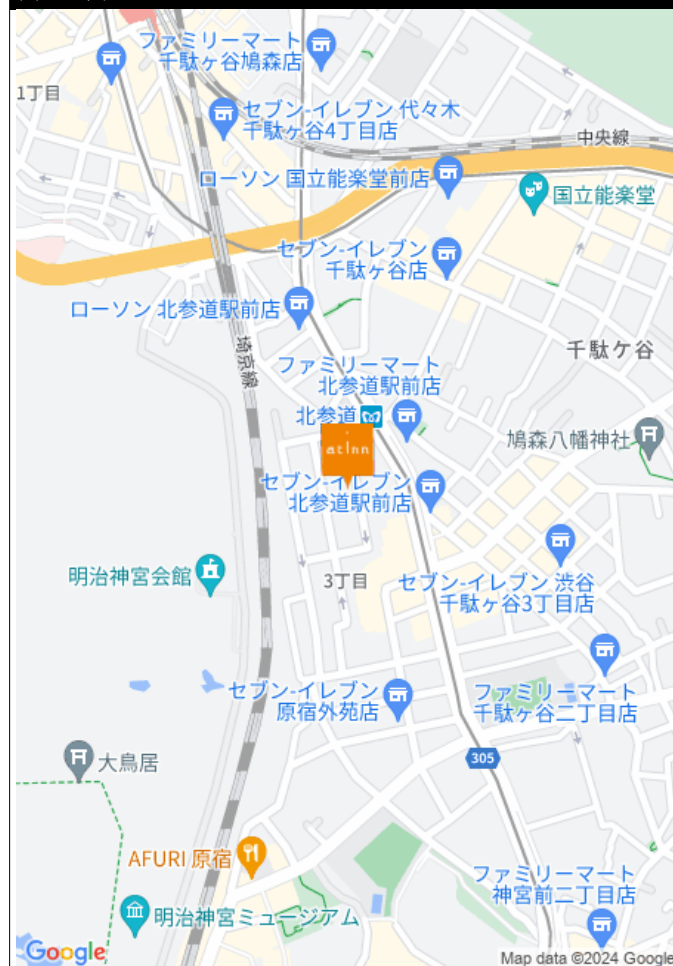 ファミリーマート
千駄ヶ谷鳩森店
1丁目
セブン-イレブン 代々木
千駄ヶ谷4丁目店
中央線
ローソン 国立能楽堂前店
国立能楽堂
セブン-イレブン
千駄ヶ谷店
ローソン 北参道駅前店
埼京線
千駄ケ谷
ファミリーマート
北参道駅前店
北参道
鳩森八幡神社
atinn
セブン-イレブン
北参道駅前店
明治神宮会館
3丁目
セブン-イレブン 渋谷
千駄ヶ谷3丁目店
セブン-イレブン
原宿外苑店
ファミリーマート
千駄ヶ谷二丁目店
大鳥居
305
AFURI 原宿
ファミリーマート
神宮前二丁目店
明治神宮ミュージアム
Google
Map data ©2024 Google